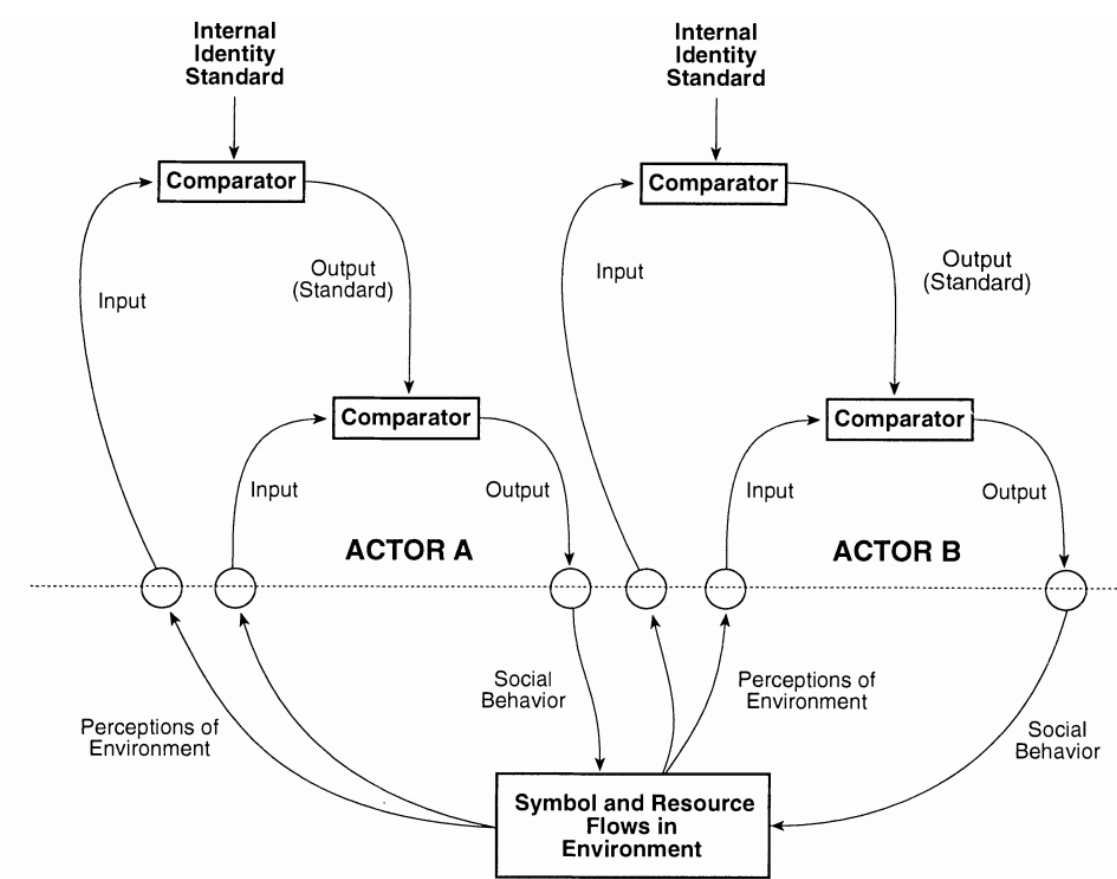 Internal
Identity
Standard
Internal
Identity
Standard
Comparator
Comparator
Input
Output
(Standard)
Input
Output
(Standard)
Comparator
Comparator
Input
Output
Input
Output
ACTOR A
ACTOR B
Perceptions of
Environment
Social
Behavior
Perceptions of
Environment
Social
Behavior
Symbol and Resource
Flows in
Environment